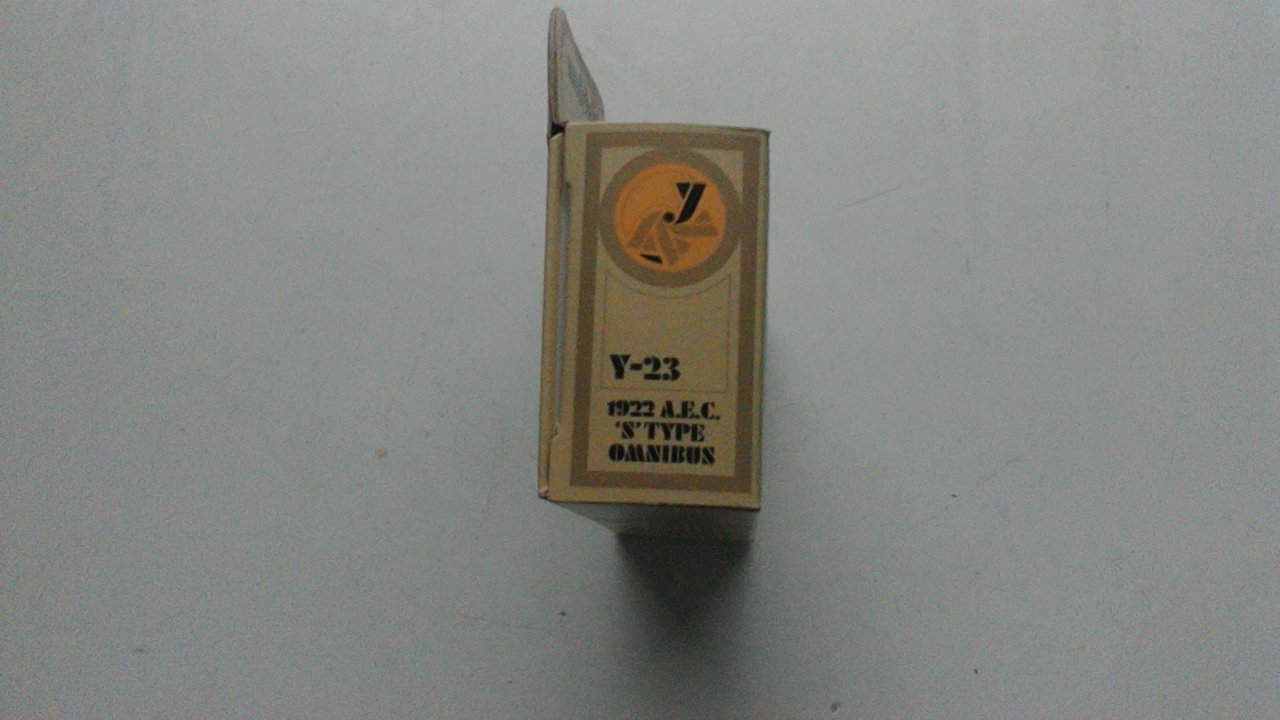 Y
Y-23
1922 A.E.C.
'S' TYPE
OMNIBUS